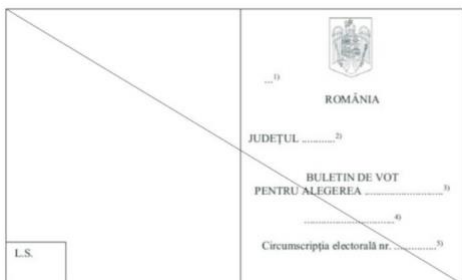 ...1)
ROMÂNIA
JUDEȚUL ............2)
BULETIN DE VOT
PENTRU ALEGEREA ............................3)
................................4)
Circumscripția electorală nr. ...............5)
L.S.